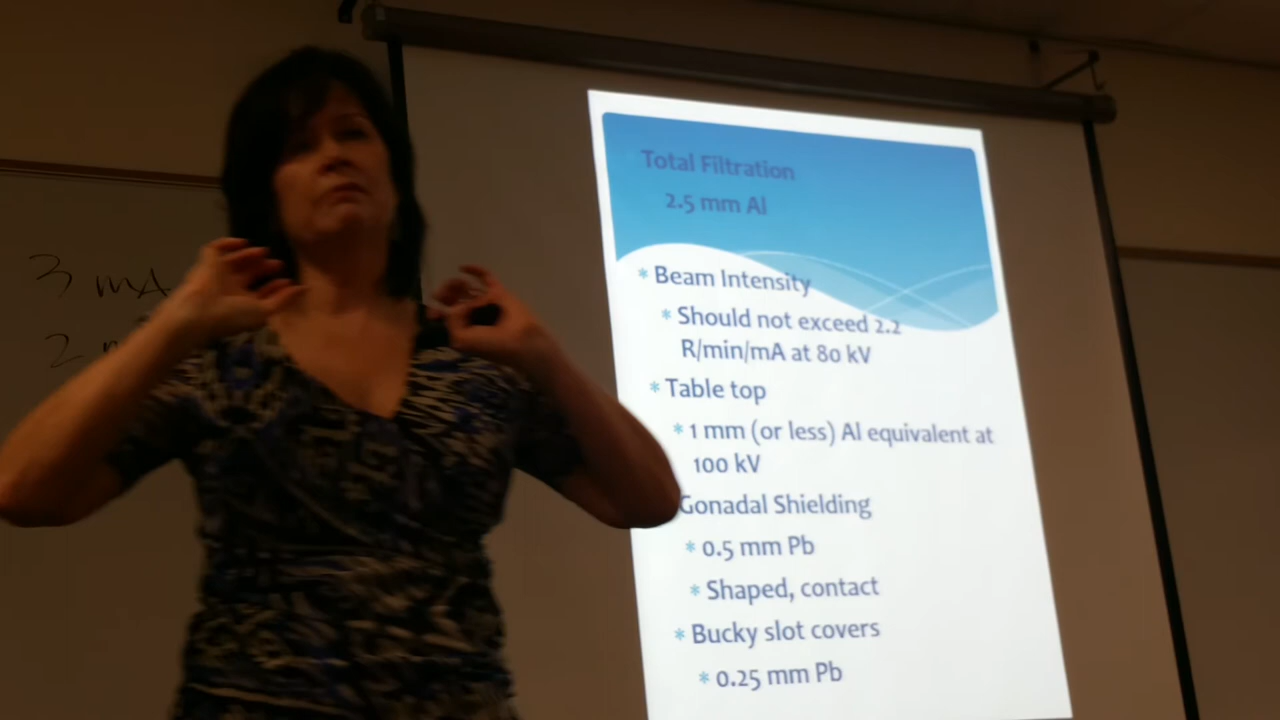 3 mA
2
Total Filtration
2.5 mm Al
* Beam Intensity
* Should not exceed 2.2
R/min/mA at 80 kV
* Table top
* 1 mm (or less) Al equivalent at
100 kV
Gonadal Shielding
* 0.5 mm Pb
* Shaped, contact
* Bucky slot covers
* 0.25 mm Pb